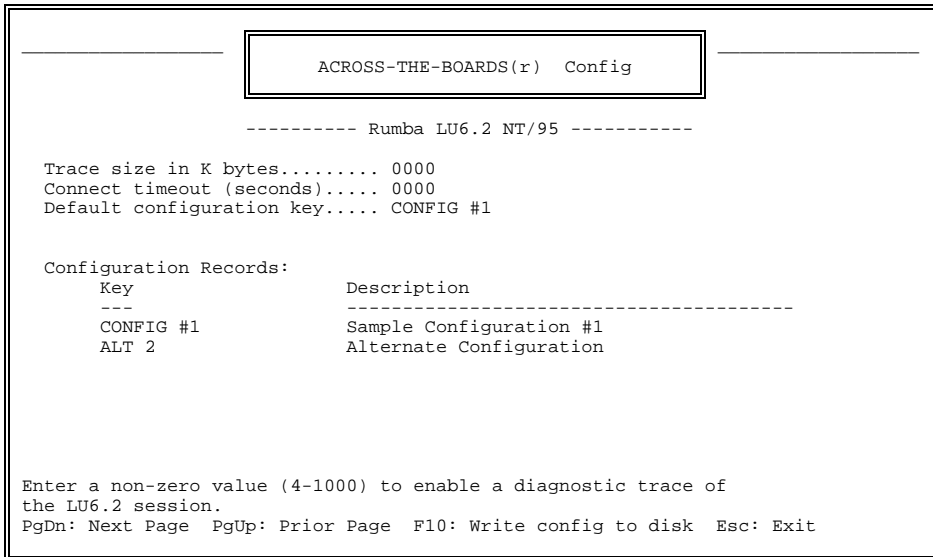 ACROSS-THE-BOARDS(r)  Config
---------- Rumba LU6.2 NT/95 -----------
Trace size in K bytes......... 0000
Connect timeout (seconds)..... 0000
Default configuration key..... CONFIG #1
Configuration Records:
Key                   Description
---                   ----------------------------------------
CONFIG #1             Sample Configuration #1
ALT 2                 Alternate Configuration
Enter a non-zero value (4-1000) to enable a diagnostic trace of
the LU6.2 session.
PgDn: Next Page  PgUp: Prior Page  F10: Write config to disk  Esc: Exit